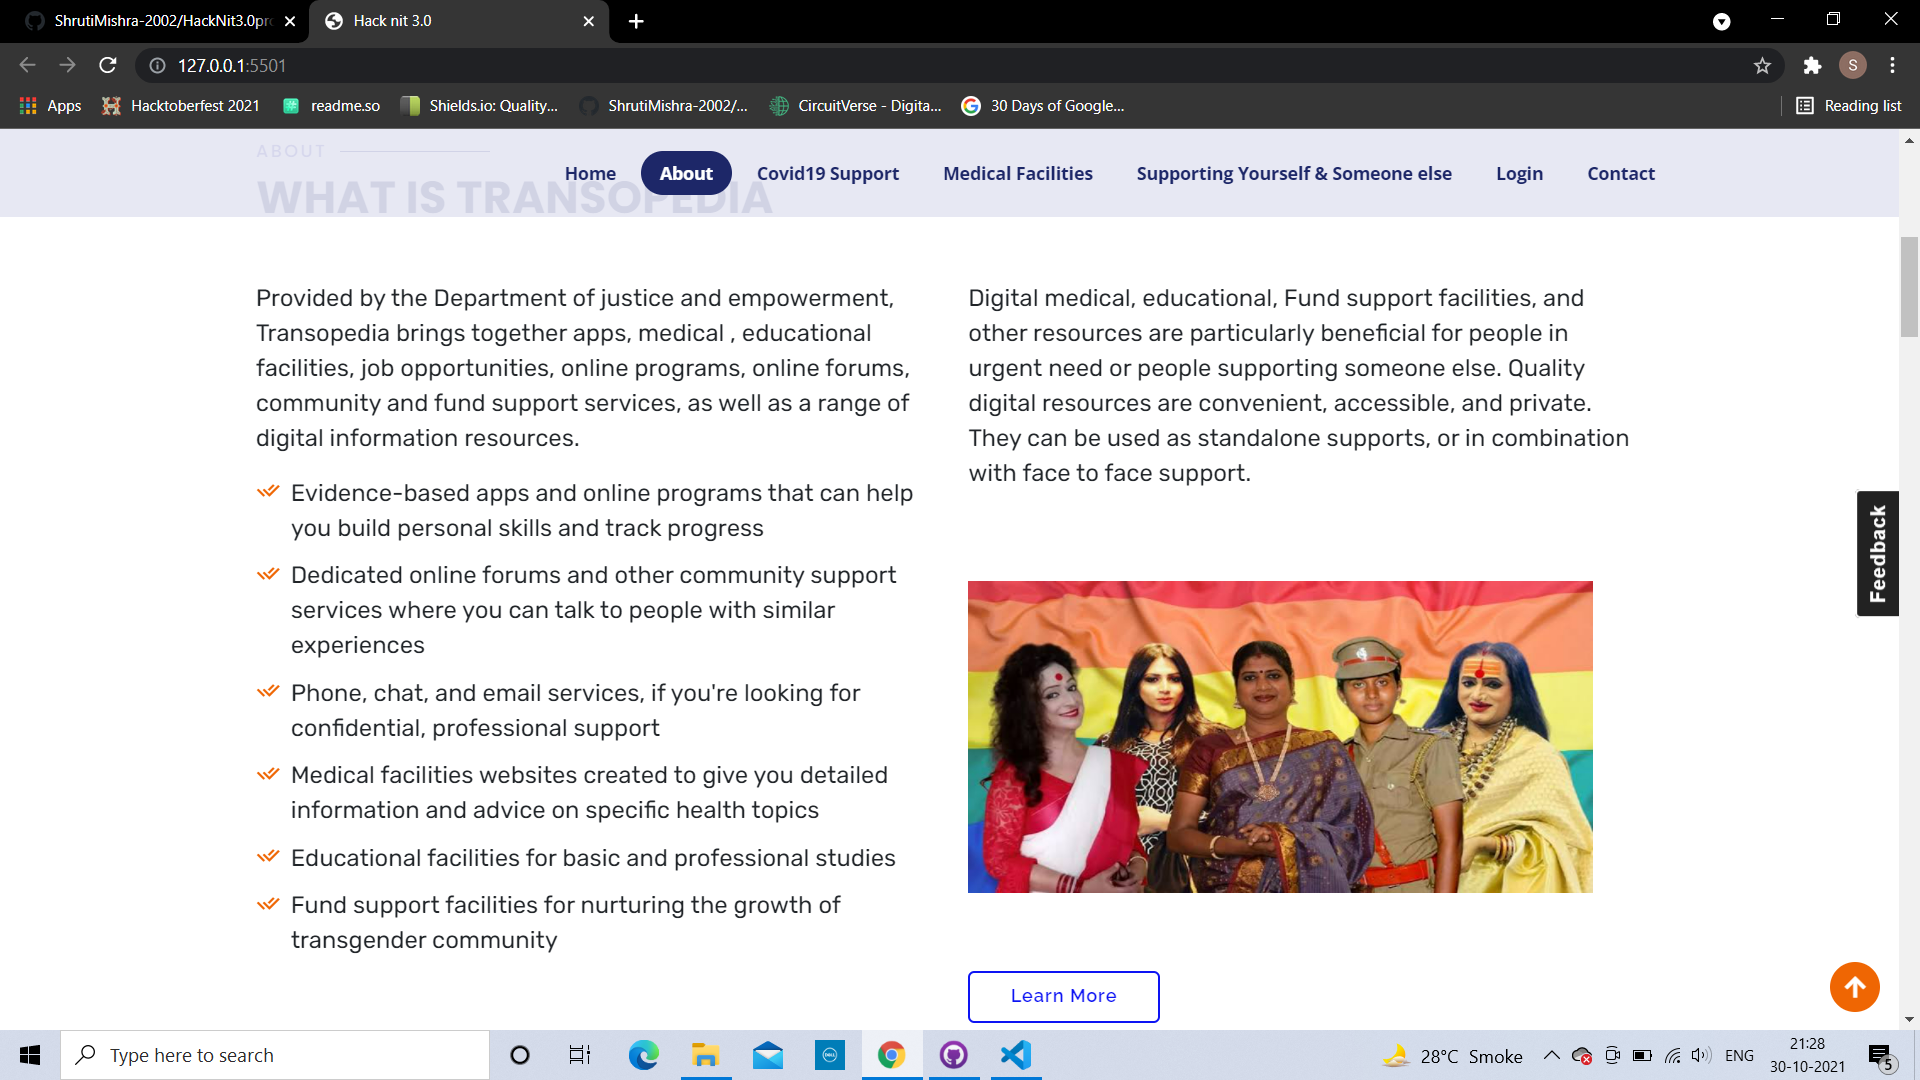 ShrutiMishra-2002/HackNit3.0pr
Hack nit 3.0
127.0.0.1:5501
S
Apps
Hacktoberfest 2021
readme.so
Shields.io: Quality...
ShrutiMishra-2002/...
CircuitVerse - Digita...
30 Days of Google...
Reading list
ABOUT
WHAT IS TRANSOPEDIA
Home
About
Covid19 Support
Medical Facilities
Supporting Yourself & Someone else
Login
Contact
Provided by the Department of justice and empowerment,
Transopedia brings together apps, medical , educational
facilities, job opportunities, online programs, online forums,
community and fund support services, as well as a range of
digital information resources.
Evidence-based apps and online programs that can help
you build personal skills and track progress
Dedicated online forums and other community support
services where you can talk to people with similar
experiences
Phone, chat, and email services, if you're looking for
confidential, professional support
Medical facilities websites created to give you detailed
information and advice on specific health topics
Educational facilities for basic and professional studies
Fund support facilities for nurturing the growth of
transgender community
Digital medical, educational, Fund support facilities, and
other resources are particularly beneficial for people in
urgent need or people supporting someone else. Quality
digital resources are convenient, accessible, and private.
They can be used as standalone supports, or in combination
with face to face support.
Learn More
Feedback
Type here to search
DELL
28°C Smoke
ENG
21:28
30-10-2021
5